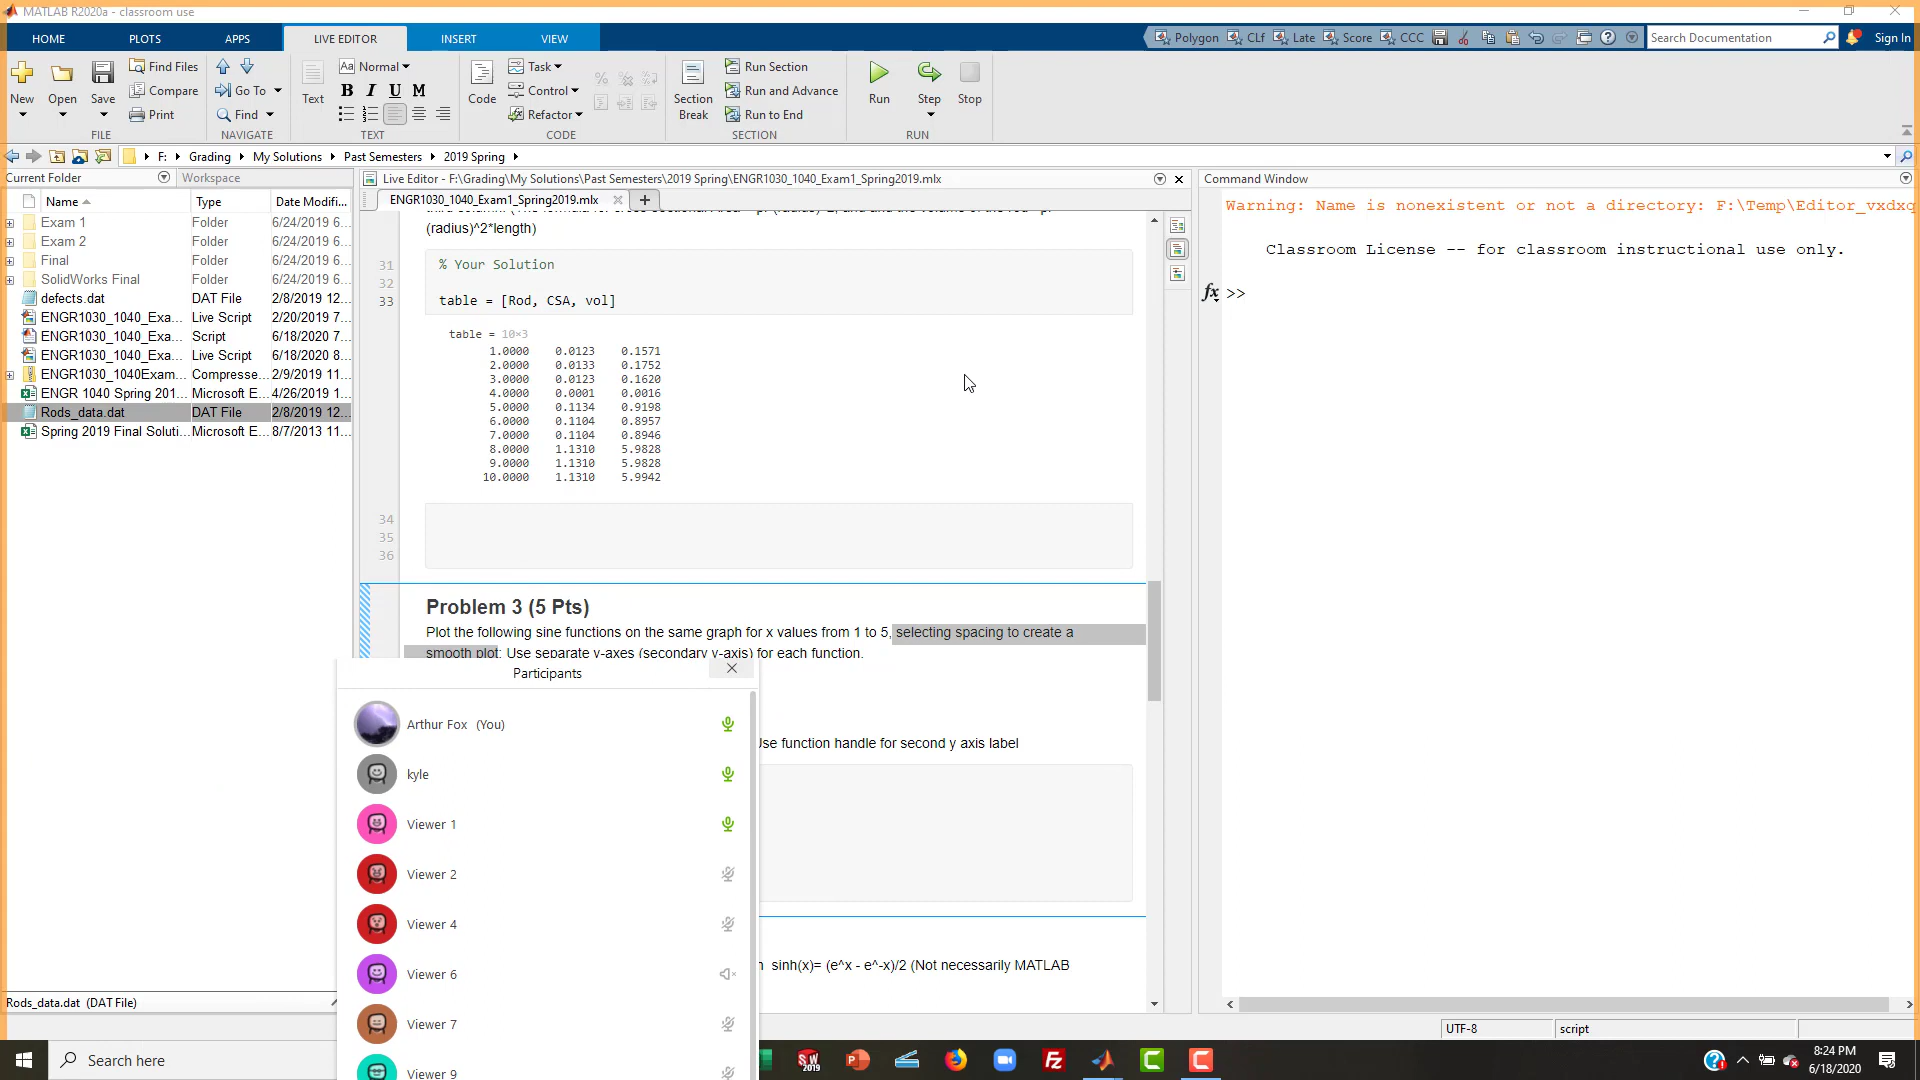 MATLAB R2020a - classroom use
HOME PLOTS APPS LIVE EDITOR INSERT VIEW Polygon CLf Late Score CCC Search Documentation Sign In
New Open Save Find Files Compare Print Go To Find Text Normal B I U M Code Task Control Refactor Section Break Run Section Run and Advance Run to End Run Step Stop
FILE NAVIGATE TEXT CODE SECTION RUN
F: Grading My Solutions Past Semesters 2019 Spring
Current Folder Workspace
Name Type Date Modifi...
Exam 1 Folder 6/24/2019 6...
Exam 2 Folder 6/24/2019 6...
Final Folder 6/24/2019 6...
SolidWorks Final Folder 6/24/2019 6...
defects.dat DAT File 2/8/2019 12...
ENGR1030_1040_Exa... Live Script 2/20/2019 7...
ENGR1030_1040_Exa... Script 6/18/2020 7...
ENGR1030_1040_Exa... Live Script 6/18/2020 8...
ENGR1030_1040Exam... Compresse... 2/9/2019 11...
ENGR 1040 Spring 201... Microsoft E... 4/26/2019 1...
Rods_data.dat DAT File 2/8/2019 12...
Spring 2019 Final Soluti... Microsoft E... 8/7/2013 11...
Rods_data.dat (DAT File)
Live Editor - F:\Grading\My Solutions\Past Semesters\2019 Spring\ENGR1030_1040_Exam1_Spring2019.mlx
ENGR1030_1040_Exam1_Spring2019.mlx
(radius)^2*length)
31 % Your Solution
32
33 table = [Rod, CSA, vol]
table = 10×3
1.0000 0.0123 0.1571
2.0000 0.0133 0.1752
3.0000 0.0123 0.1620
4.0000 0.0001 0.0016
5.0000 0.1134 0.9198
6.0000 0.1104 0.8957
7.0000 0.1104 0.8946
8.0000 1.1310 5.9828
9.0000 1.1310 5.9828
10.0000 1.1310 5.9942
34
35
36
Problem 3 (5 Pts)
Plot the following sine functions on the same graph for x values from 1 to 5, selecting spacing to create a
smooth plot: Use separate y-axes (secondary y-axis) for each function.
Use function handle for second y axis label
sinh(x)= (e^x - e^-x)/2 (Not necessarily MATLAB
Participants
Arthur Fox (You)
kyle
Viewer 1
Viewer 2
Viewer 4
Viewer 6
Viewer 7
Viewer 9
Command Window
Warning: Name is nonexistent or not a directory: F:\Temp\Editor_vxdxq
Classroom License -- for classroom instructional use only.
fx >>
UTF-8 script
Search here
8:24 PM
6/18/2020